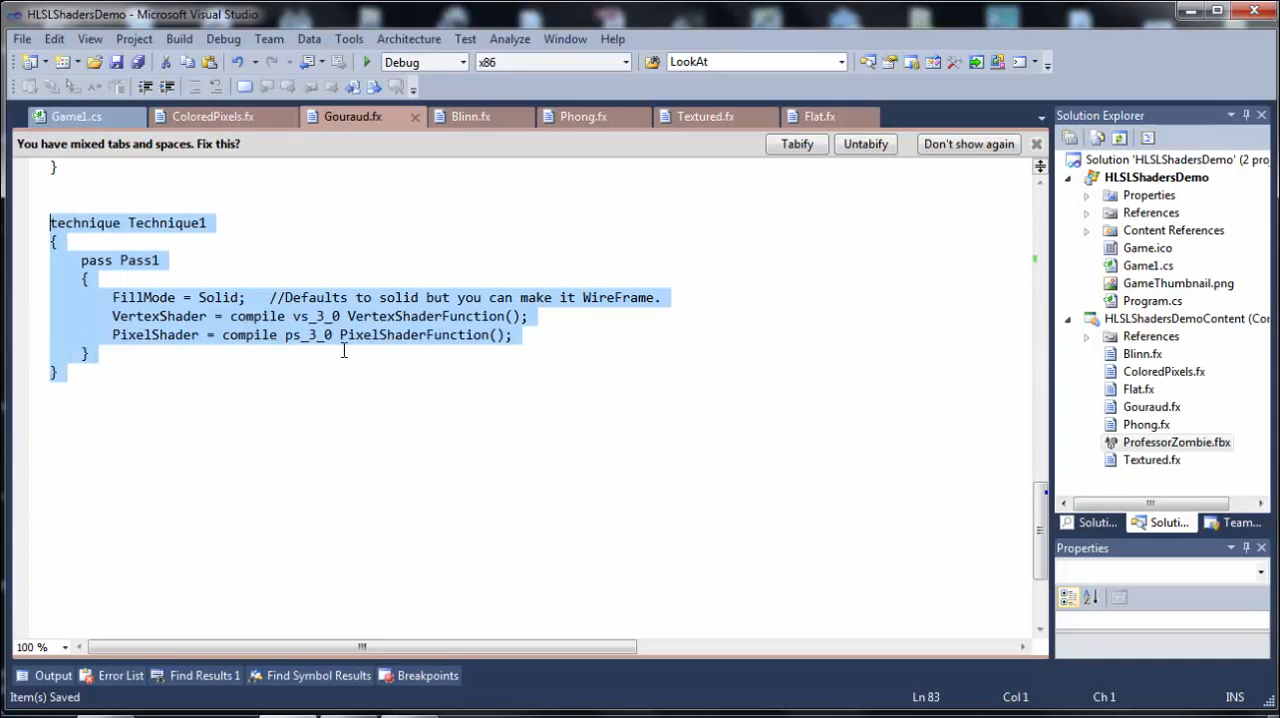 HLSLShadersDemo - Microsoft Visual Studio
File Edit View Project Build Debug Team Data Tools Architecture Test Analyze Window Help
Debug x86 LookAt
Game1.cs ColoredPixels.fx Gouraud.fx Blinn.fx Phong.fx Textured.fx Flat.fx
You have mixed tabs and spaces. Fix this? Tabify Untabify Don't show again
}
technique Technique1
{
pass Pass1
{
FillMode = Solid; //Defaults to solid but you can make it WireFrame.
VertexShader = compile vs_3_0 VertexShaderFunction();
PixelShader = compile ps_3_0 PixelShaderFunction();
}
}
100 %
Solution Explorer
Solution 'HLSLShadersDemo' (2 proj
HLSLShadersDemo
Properties
References
Content References
Game.ico
Game1.cs
GameThumbnail.png
Program.cs
HLSLShadersDemoContent (Co
References
Blinn.fx
ColoredPixels.fx
Flat.fx
Gouraud.fx
Phong.fx
ProfessorZombie.fbx
Textured.fx
Soluti... Soluti... Team...
Properties
Output Error List Find Results 1 Find Symbol Results Breakpoints
Item(s) Saved Ln 83 Col 1 Ch 1 INS